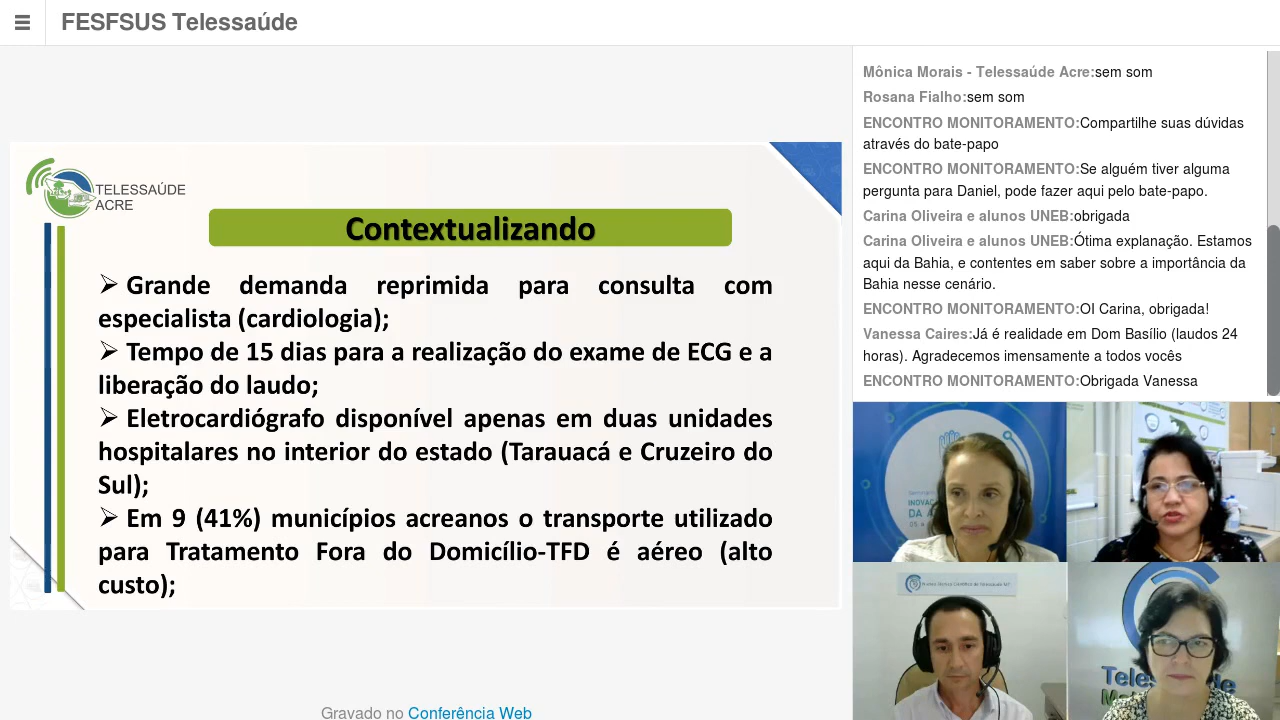 FESFSUS Telessaúde
TELESSAÚDE
ACRE
Contextualizando
➢ Grande demanda reprimida para consulta com
especialista (cardiologia);
➢ Tempo de 15 dias para a realização do exame de ECG e a
liberação do laudo;
➢ Eletrocardiógrafo disponível apenas em duas unidades
hospitalares no interior do estado (Tarauacá e Cruzeiro do
Sul);
➢ Em 9 (41%) municípios acreanos o transporte utilizado
para Tratamento Fora do Domicílio-TFD é aéreo (alto
custo);
Gravado no Conferência Web
Mônica Morais - Telessaúde Acre:sem som
Rosana Fialho:sem som
ENCONTRO MONITORAMENTO:Compartilhe suas dúvidas
através do bate-papo
ENCONTRO MONITORAMENTO:Se alguém tiver alguma
pergunta para Daniel, pode fazer aqui pelo bate-papo.
Carina Oliveira e alunos UNEB:obrigada
Carina Oliveira e alunos UNEB:Ótima explanação. Estamos
aqui da Bahia, e contentes em saber sobre a importância da
Bahia nesse cenário.
ENCONTRO MONITORAMENTO:OI Carina, obrigada!
Vanessa Caires:Já é realidade em Dom Basílio (laudos 24
horas). Agradecemos imensamente a todos vocês
ENCONTRO MONITORAMENTO:Obrigada Vanessa
INOVAC
DA A